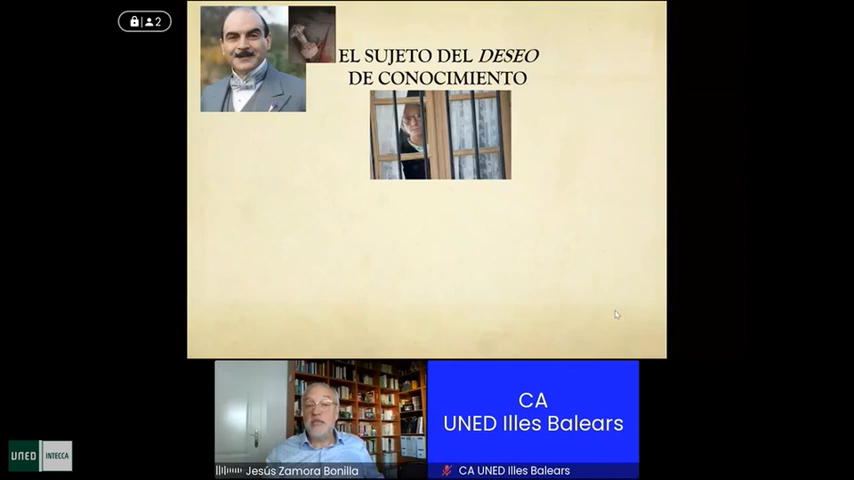 2
EL SUJETO DEL DESEO
DE CONOCIMIENTO
CA
UNED Illes Balears
Jesús Zamora Bonilla
CA UNED Illes Balears
UNED INTECCA